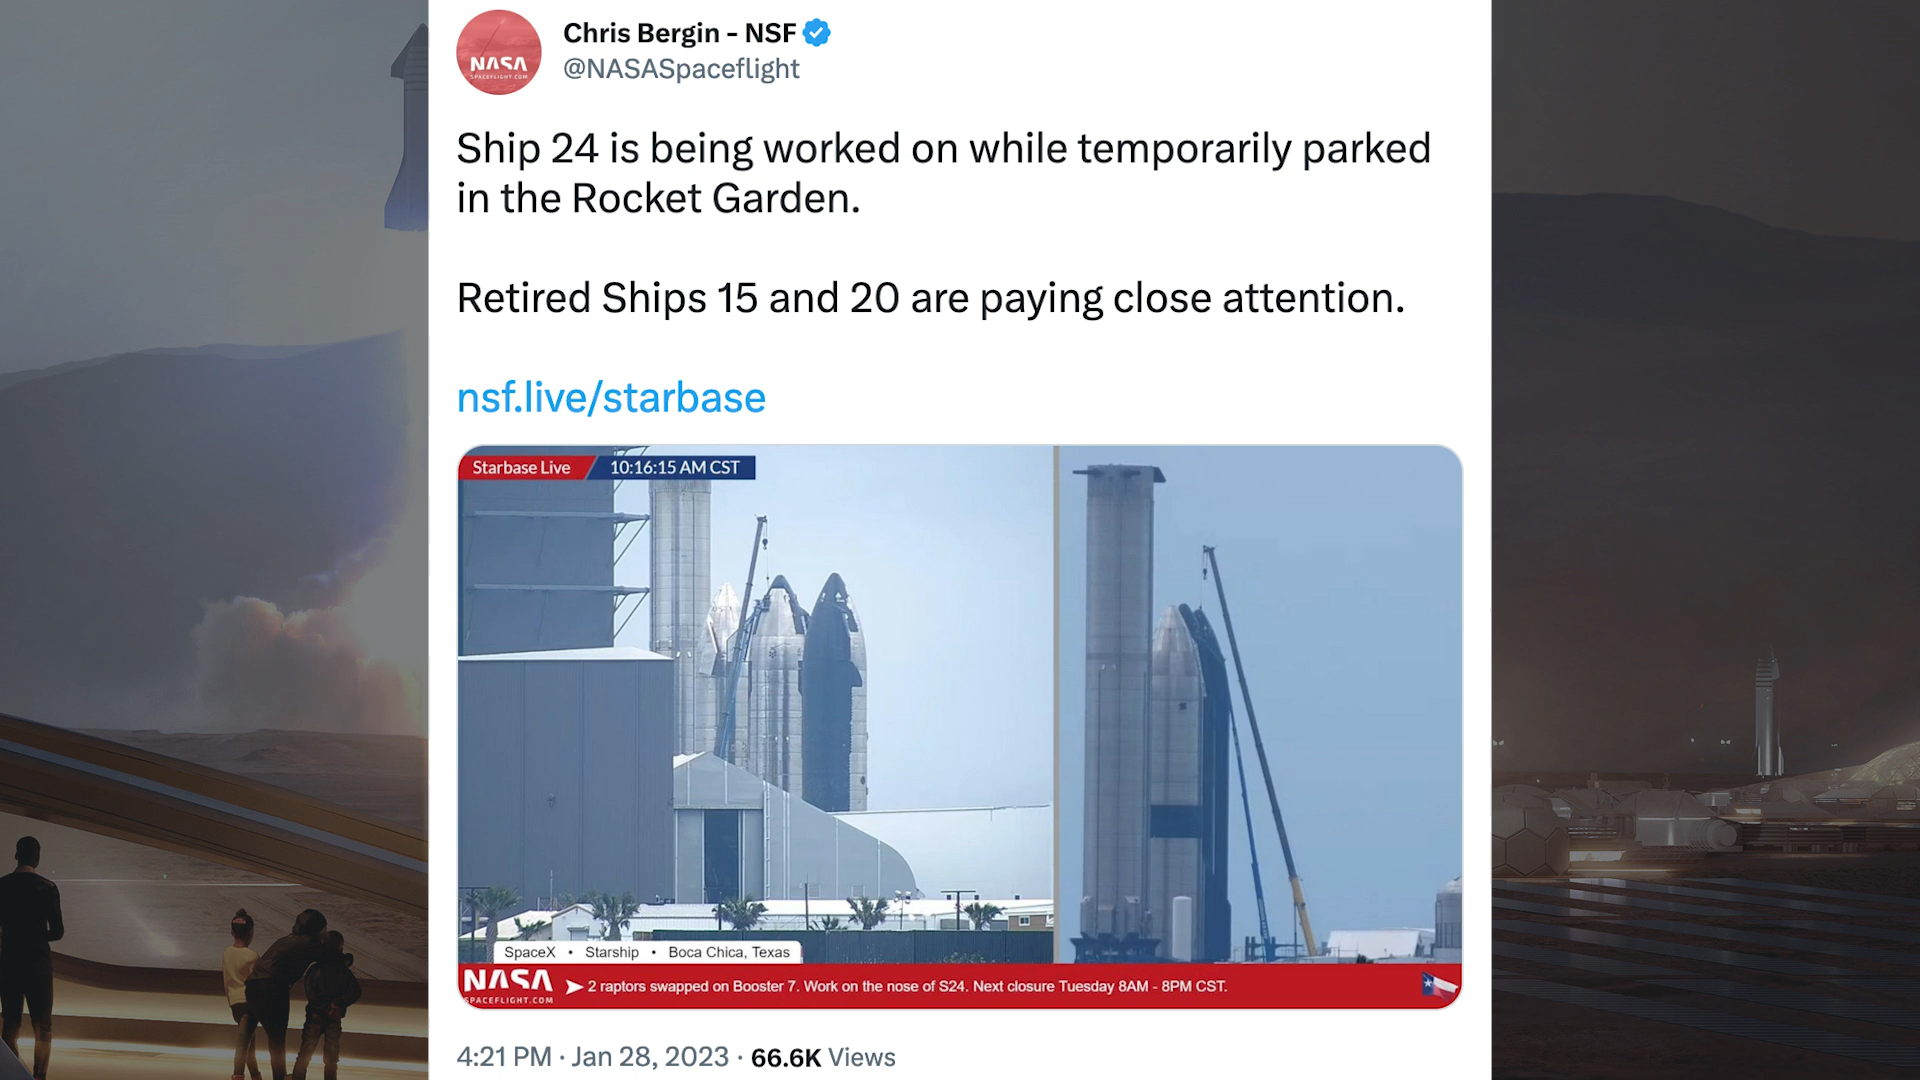 NASA
SPACEFLIGHT.COM
Chris Bergin - NSF
@NASASpaceflight
Ship 24 is being worked on while temporarily parked
in the Rocket Garden.
Retired Ships 15 and 20 are paying close attention.
nsf.live/starbase
Starbase Live 10:16:15 AM CST
SpaceX • Starship • Boca Chica, Texas
NASA
SPACEFLIGHT.COM
2 raptors swapped on Booster 7. Work on the nose of S24. Next closure Tuesday 8AM - 8PM CST.
4:21 PM · Jan 28, 2023 · 66.6K Views